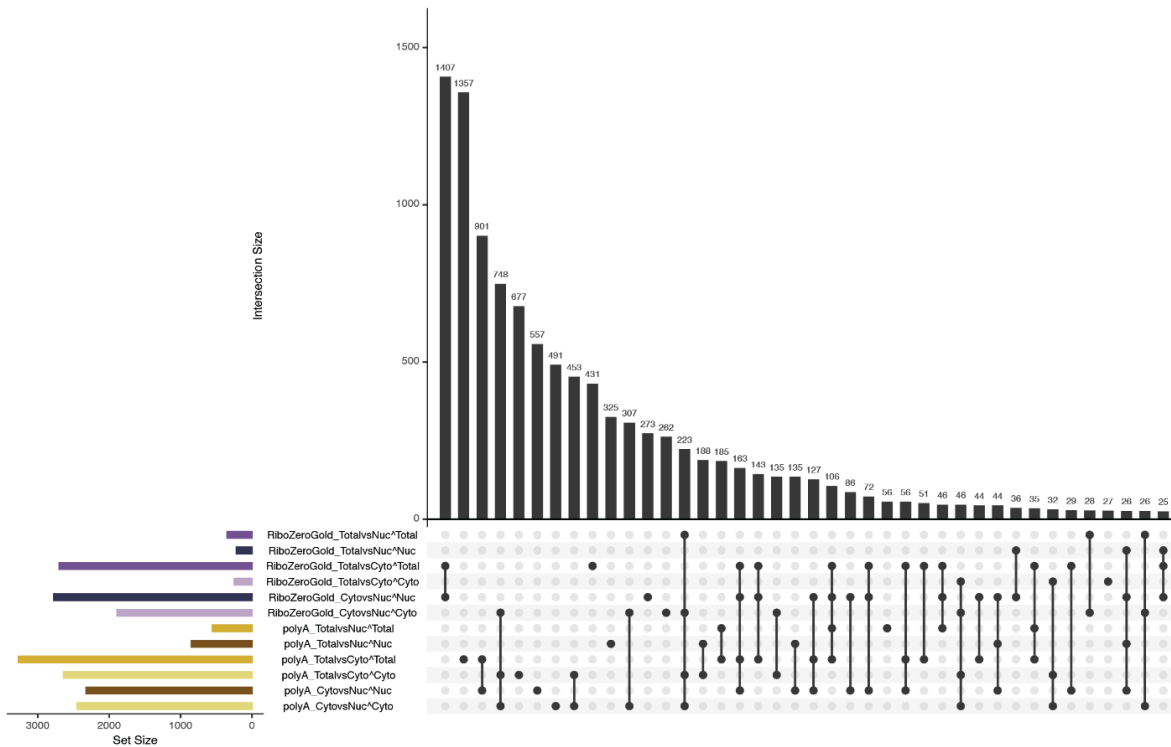 1500
1000
500
0
Intersection Size
1407
1357
901
748
677
557
491
453
431
325
307
273
262
223
188
185
163
143
135
135
127
106
86
72
56
56
51
46
46
44
44
36
35
32
29
28
27
26
26
25
RiboZeroGold_TotalvsNuc^Total
RiboZeroGold_TotalvsNuc^Nuc
RiboZeroGold_TotalvsCyto^Total
RiboZeroGold_TotalvsCyto^Cyto
RiboZeroGold_CytovsNuc^Nuc
RiboZeroGold_CytovsNuc^Cyto
polyA_TotalvsNuc^Total
polyA_TotalvsNuc^Nuc
polyA_TotalvsCyto^Total
polyA_TotalvsCyto^Cyto
polyA_CytovsNuc^Nuc
polyA_CytovsNuc^Cyto
3000 2000 1000 0
Set Size